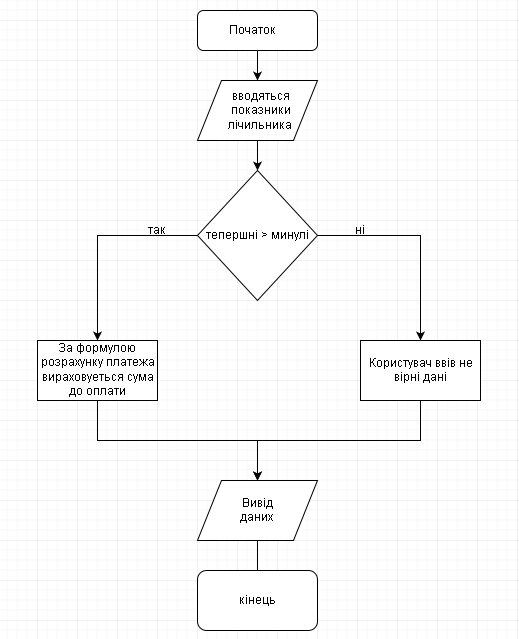 Початок
вводяться
показники
лічильника
тепершні > минулі
так
ні
За формулою
розрахунку платежа
вираховуеться сума
до оплати
Користувач ввів не
вірні дані
Вивід
даних
кінець